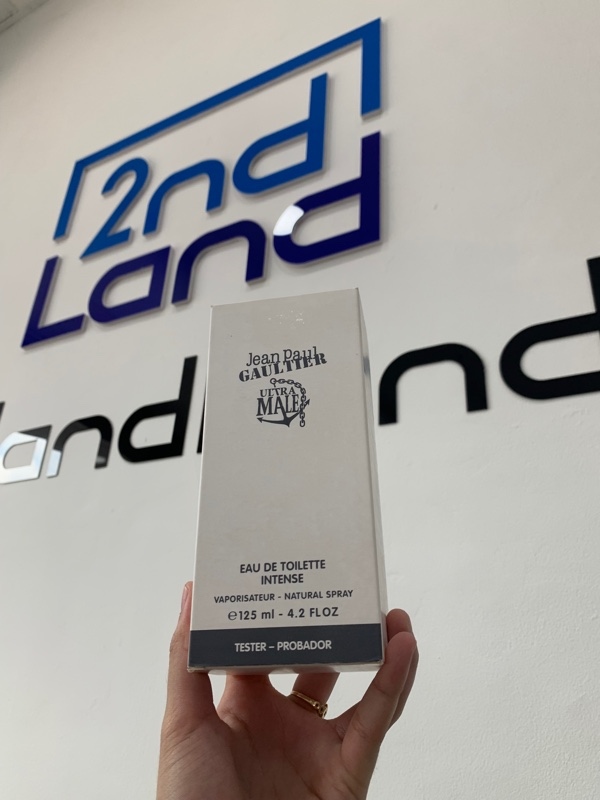 2nd
Land
land
and
Jean Paul
GAULTIER
ULTRA
MALE
EAU DE TOILETTE
INTENSE
VAPORISATEUR - NATURAL SPRAY
℮125 ml - 4.2 FLOZ
TESTER – PROBADOR